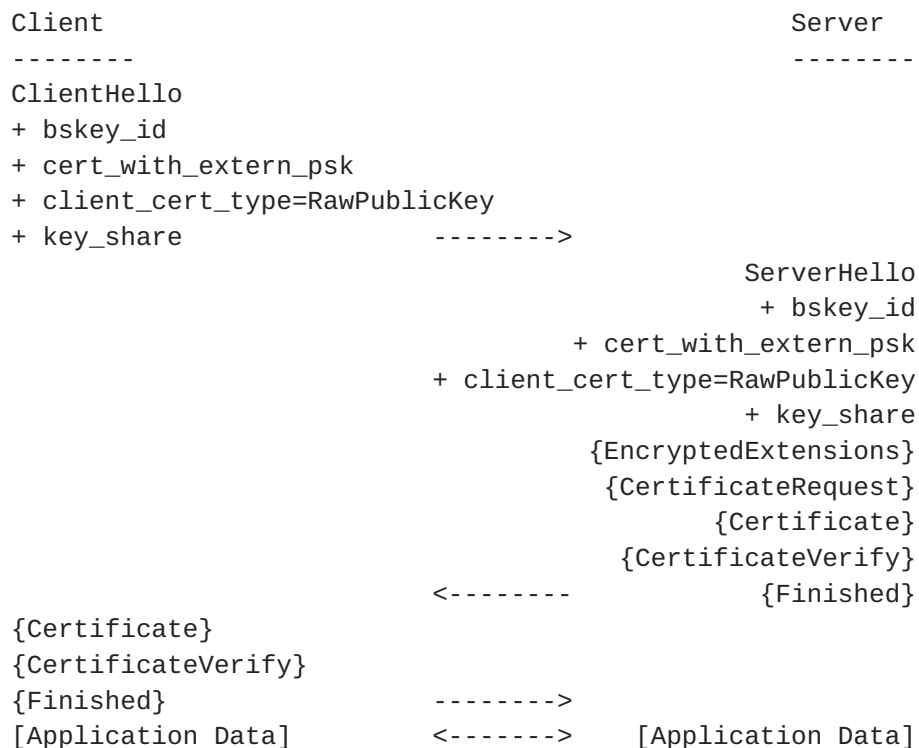 Client                                            Server
--------                                          --------
ClientHello
+ bskey_id
+ cert_with_extern_psk
+ client_cert_type=RawPublicKey
+ key_share                -------->
                                               ServerHello
                                                + bskey_id
                                    + cert_with_extern_psk
                           + client_cert_type=RawPublicKey
                                               + key_share
                                     {EncryptedExtensions}
                                      {CertificateRequest}
                                             {Certificate}
                                       {CertificateVerify}
                           <--------            {Finished}
{Certificate}
{CertificateVerify}
{Finished}                 -------->
[Application Data]         <------->    [Application Data]